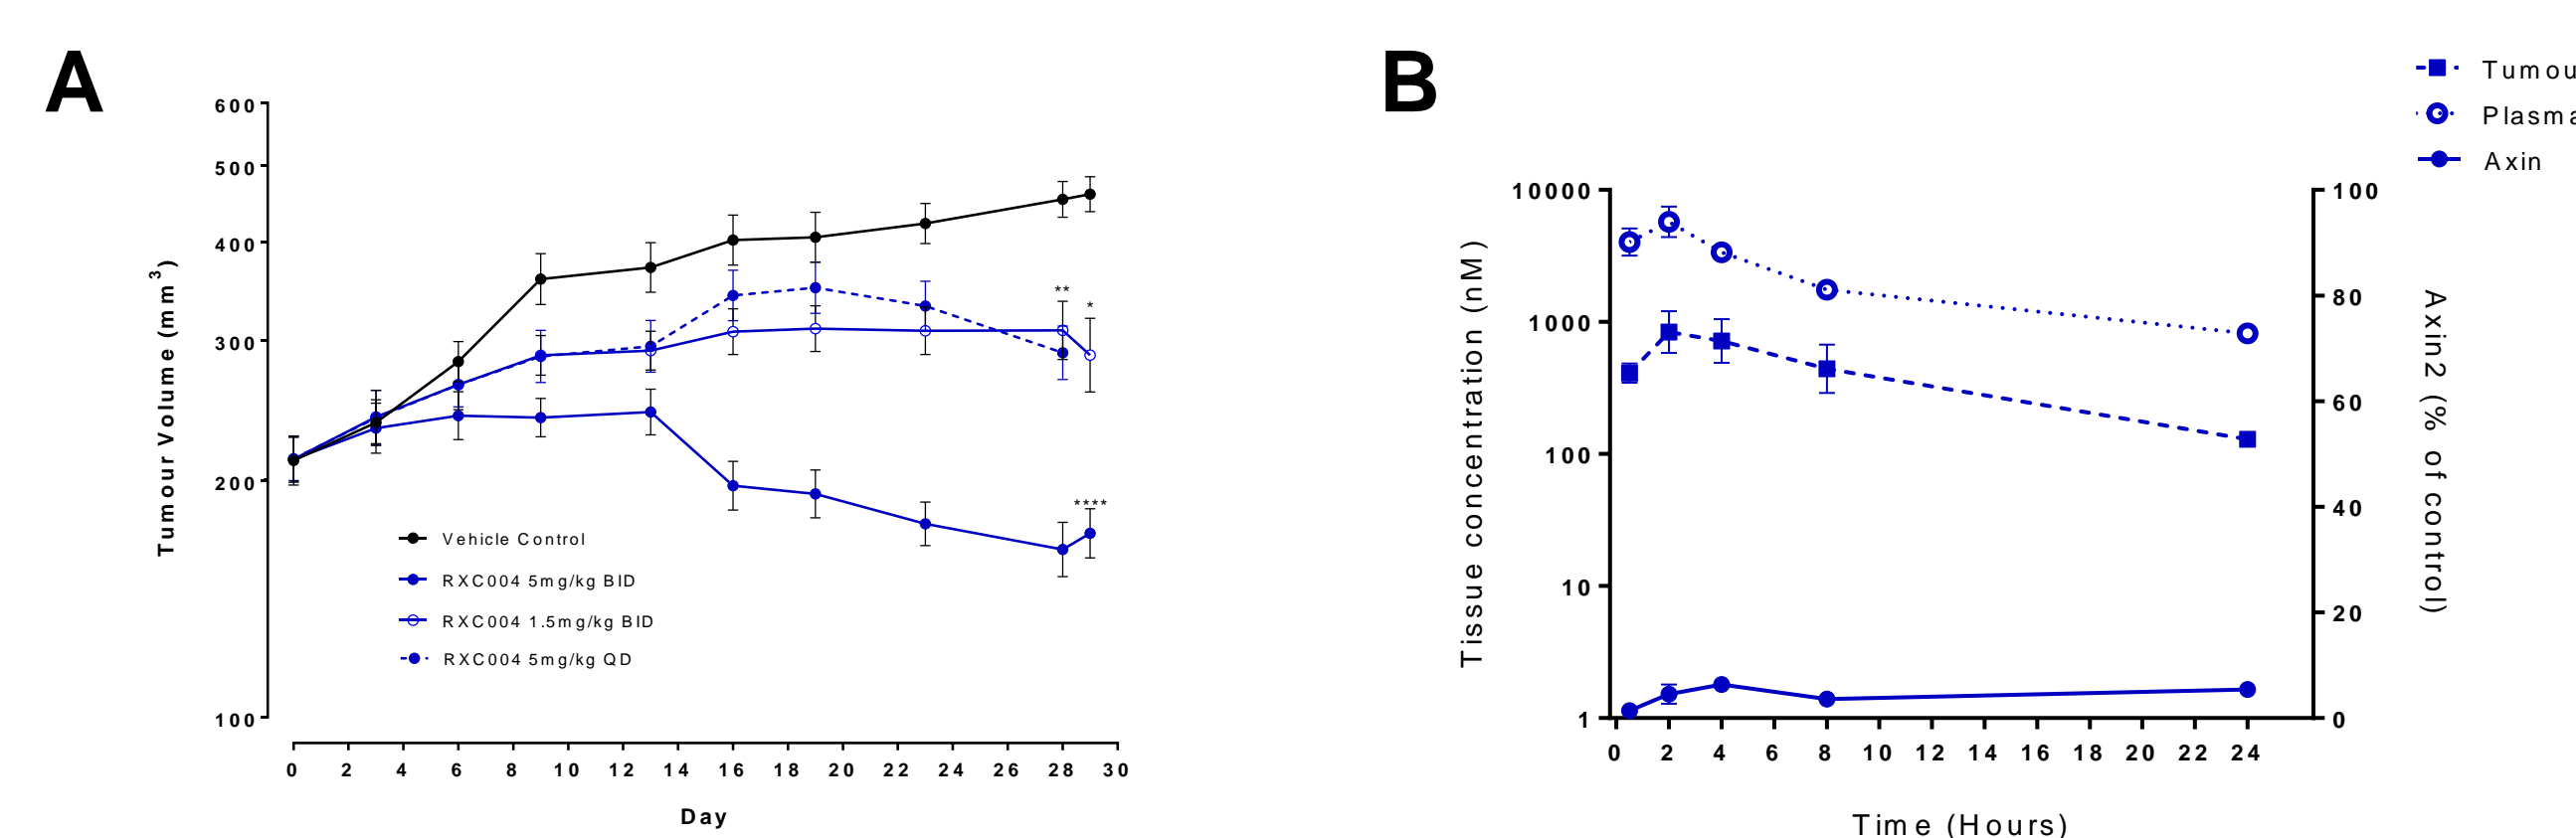 A
600
500
400
300
200
100
Tumour Volume (mm3)
**
*
****
Vehicle Control
RXC004 5mg/kg BID
RXC004 1.5mg/kg BID
RXC004 5mg/kg QD
0 2 4 6 8 10 12 14 16 18 20 22 24 26 28 30
Day
B
Tumou
Plasma
Axin
10000
1000
100
10
1
Tissue concentration (nM)
100
80
60
40
20
0
Axin2 (% of control)
0 2 4 6 8 10 12 14 16 18 20 22 24
Time (Hours)